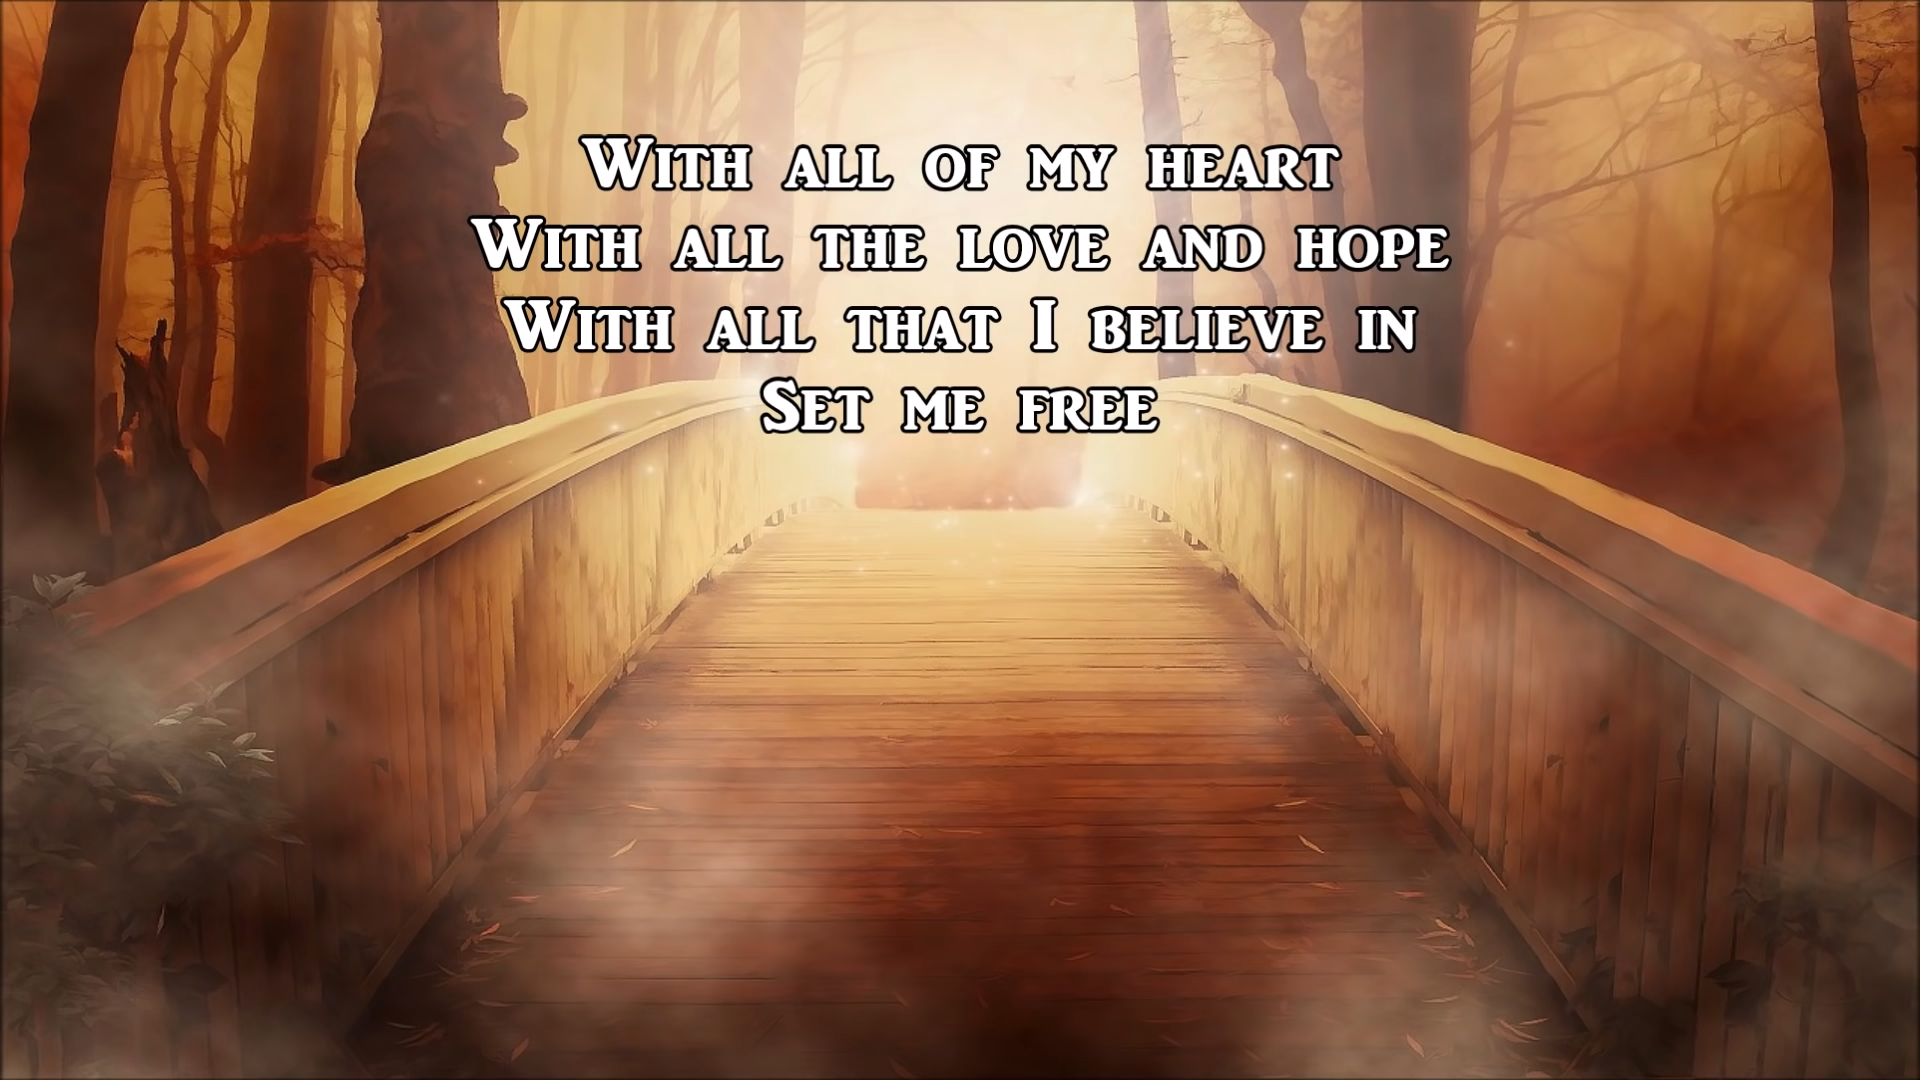 With all of my heart
With all the love and hope
With all that I believe in
Set me free